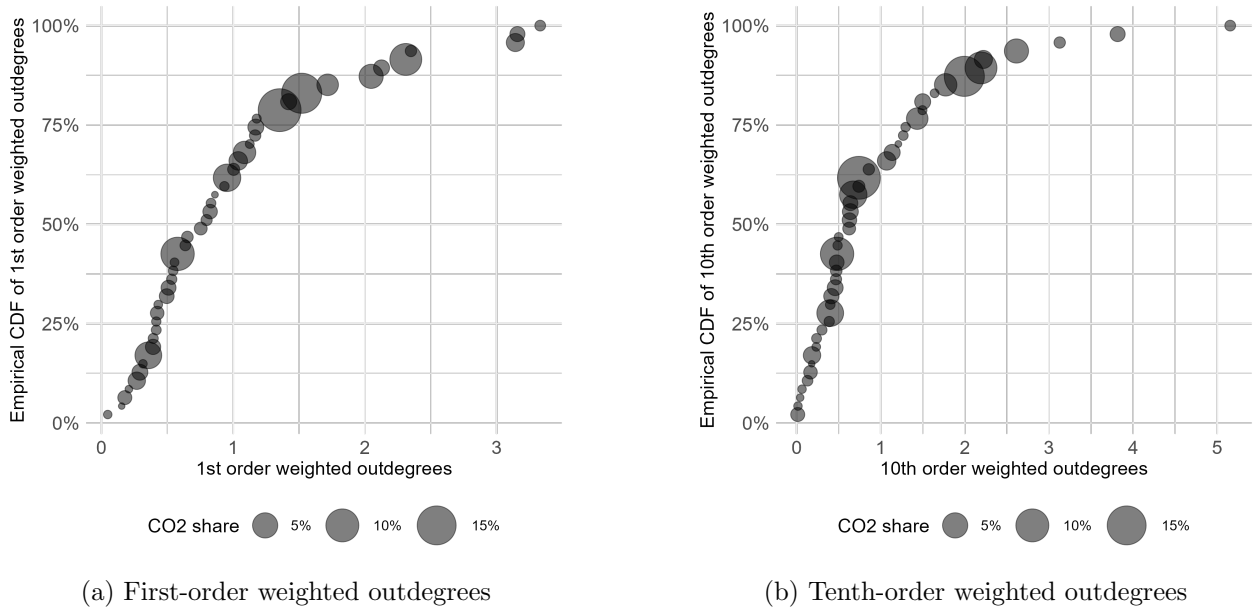 Empirical CDF of 1st order weighted outdegrees
100%
75%
50%
25%
0%
0 1 2 3
1st order weighted outdegrees
CO2 share 5% 10% 15%
(a) First-order weighted outdegrees
Empirical CDF of 10th order weighted outdegrees
100%
75%
50%
25%
0%
0 1 2 3 4 5
10th order weighted outdegrees
CO2 share 5% 10% 15%
(b) Tenth-order weighted outdegrees